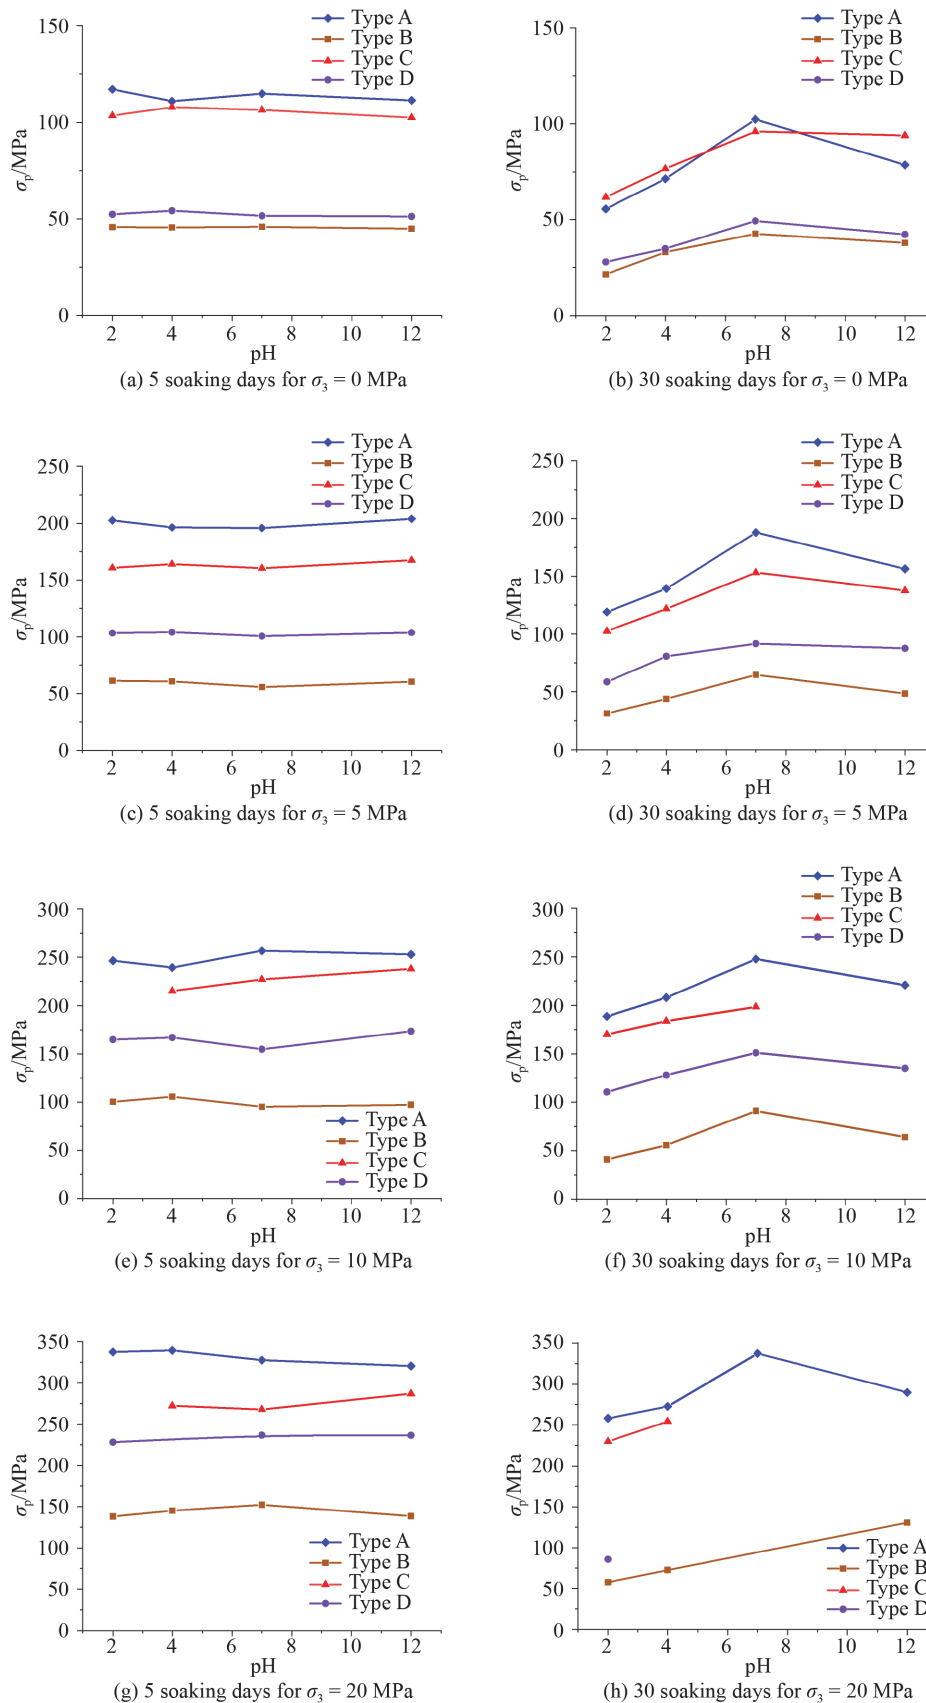 Type A
Type B
Type C
Type D
150
100
50
0
σp/MPa
2 4 6 8 10 12
pH
(a) 5 soaking days for σ3 = 0 MPa
Type A
Type B
Type C
Type D
150
100
50
0
σp/MPa
2 4 6 8 10 12
pH
(b) 30 soaking days for σ3 = 0 MPa
Type A
Type B
Type C
Type D
250
200
150
100
50
0
σp/MPa
2 4 6 8 10 12
pH
(c) 5 soaking days for σ3 = 5 MPa
Type A
Type B
Type C
Type D
250
200
150
100
50
0
σp/MPa
2 4 6 8 10 12
pH
(d) 30 soaking days for σ3 = 5 MPa
300
250
200
150
100
50
0
σp/MPa
Type A
Type B
Type C
Type D
2 4 6 8 10 12
pH
(e) 5 soaking days for σ3 = 10 MPa
Type A
Type B
Type C
Type D
300
250
200
150
100
50
0
σp/MPa
2 4 6 8 10 12
pH
(f) 30 soaking days for σ3 = 10 MPa
350
300
250
200
150
100
50
0
σp/MPa
Type A
Type B
Type C
Type D
2 4 6 8 10 12
pH
(g) 5 soaking days for σ3 = 20 MPa
350
300
250
200
150
100
50
0
σp/MPa
Type A
Type B
Type C
Type D
2 4 6 8 10 12
pH
(h) 30 soaking days for σ3 = 20 MPa